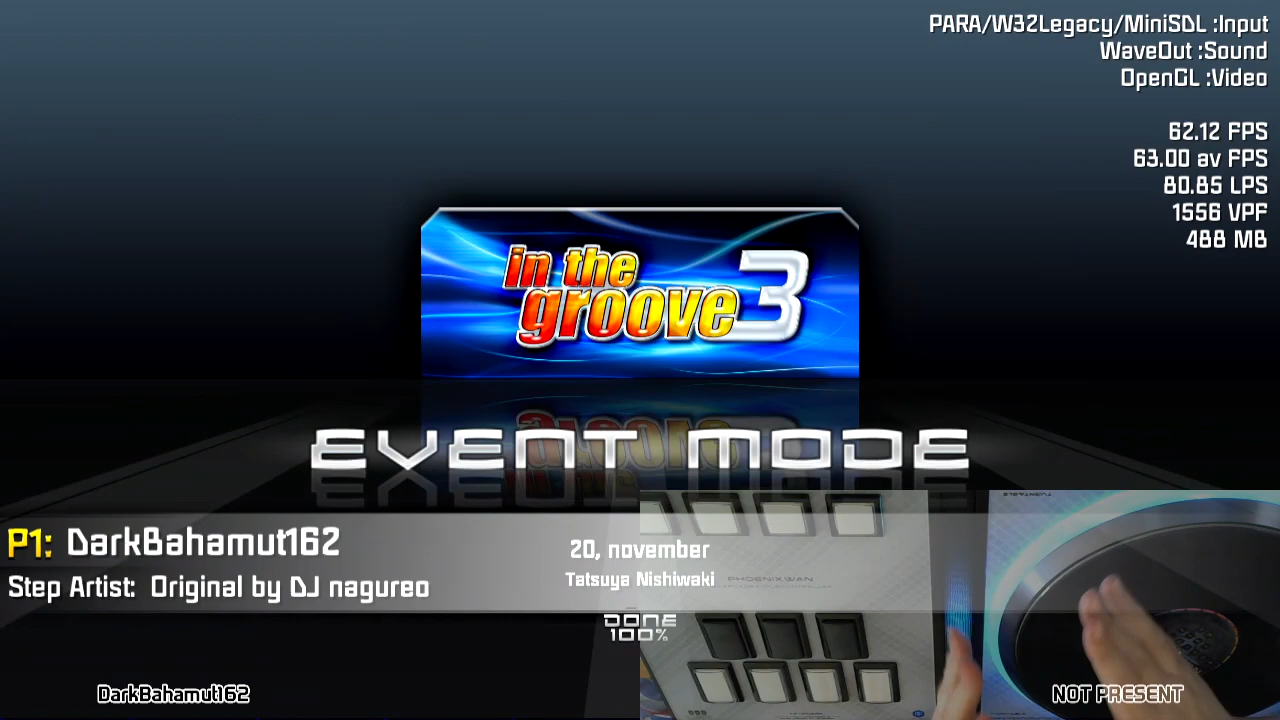 PARA/W32Legacy/MiniSDL :Input
WaveOut :Sound
OpenGL :Video
62.12 FPS
63.00 av FPS
80.85 LPS
1556 VPF
488 MB
in the
groove 3
EVENT MODE
P1: DarkBahamut162
20, november
Step Artist: Original by DJ nagureo
Tatsuya Nishiwaki
PHOENIXWAN
DONE
100%
DarkBahamut162
NOT PRESENT